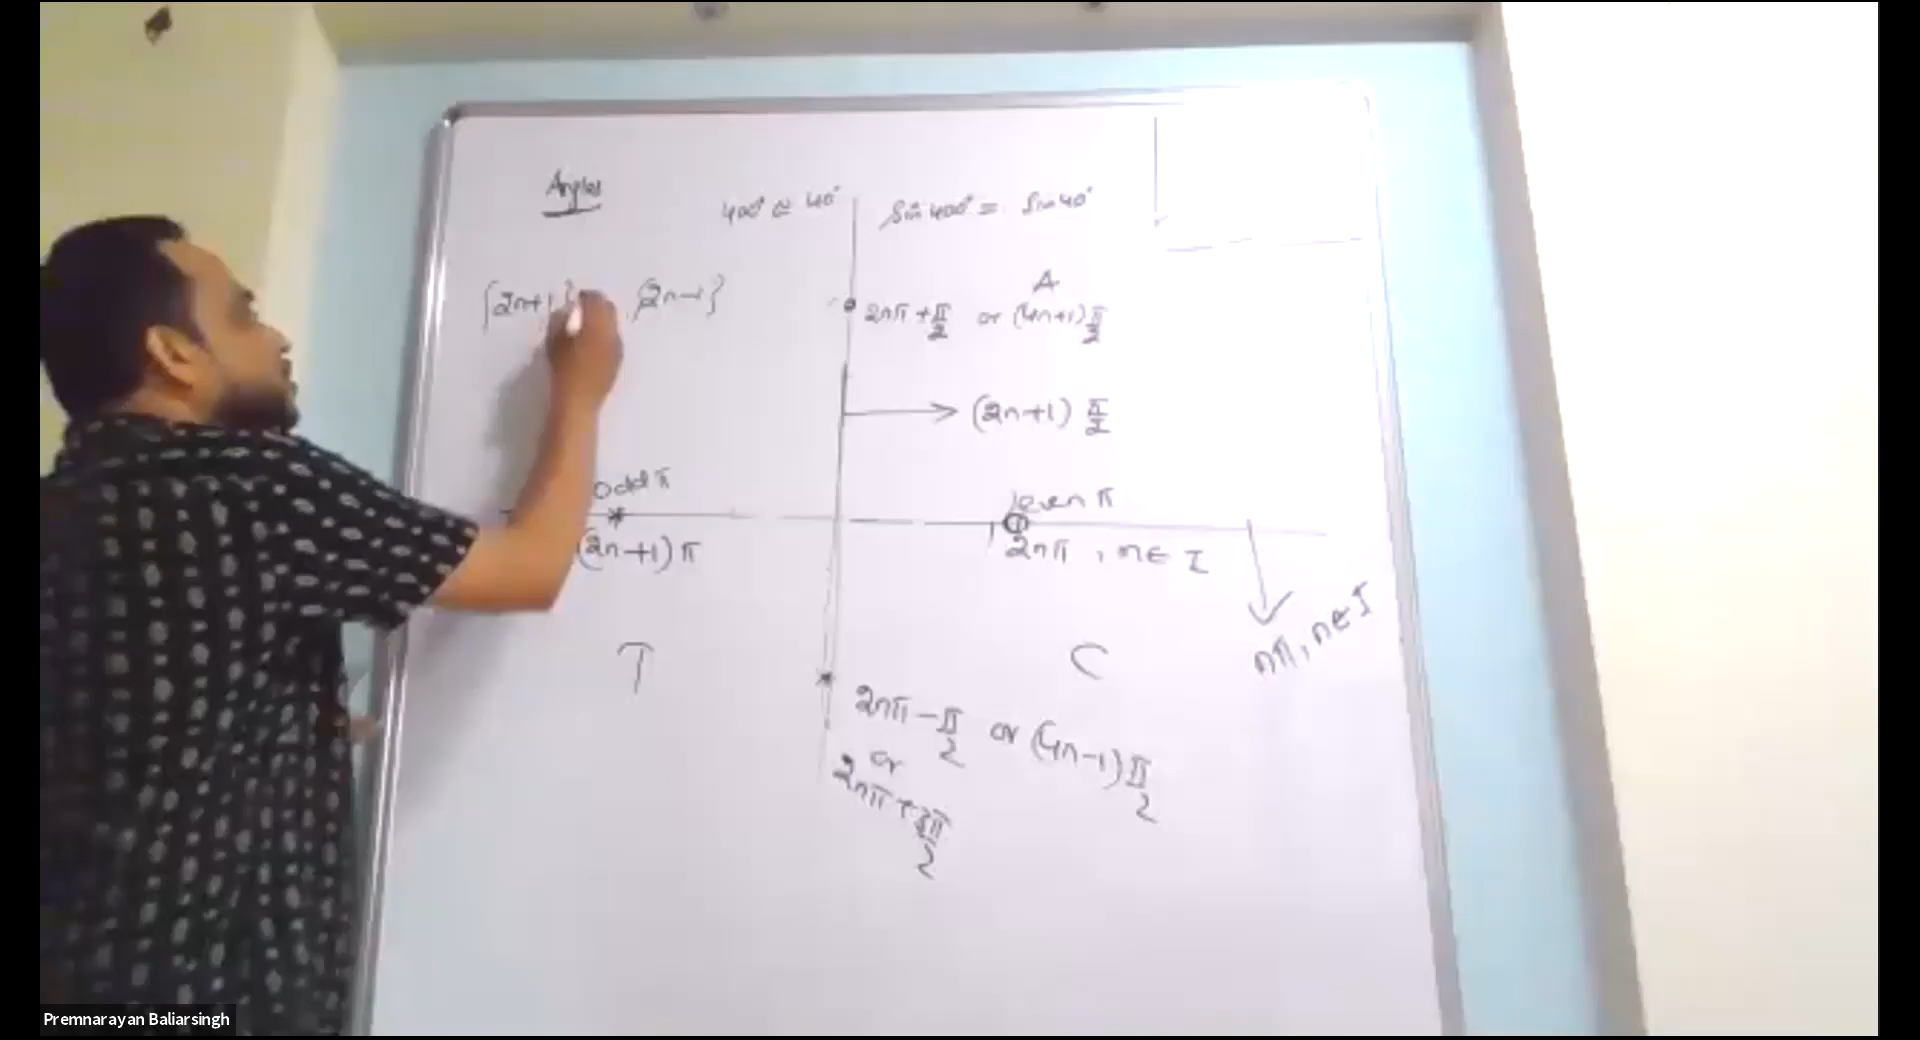 Angles
400° ≅ 40°
Sin 400° = Sin 40°
{2n+1}
{2n-1}
A
2nπ + π/2 or (4n+1) π/2
(2n+1) π/2
odd π
(2n+1) π
even π
2nπ , n ∈ I
nπ, n ∈ I
T
C
2nπ - π/2 or (4n-1) π/2
or
2nπ + 3π/2
Premnarayan Baliarsingh